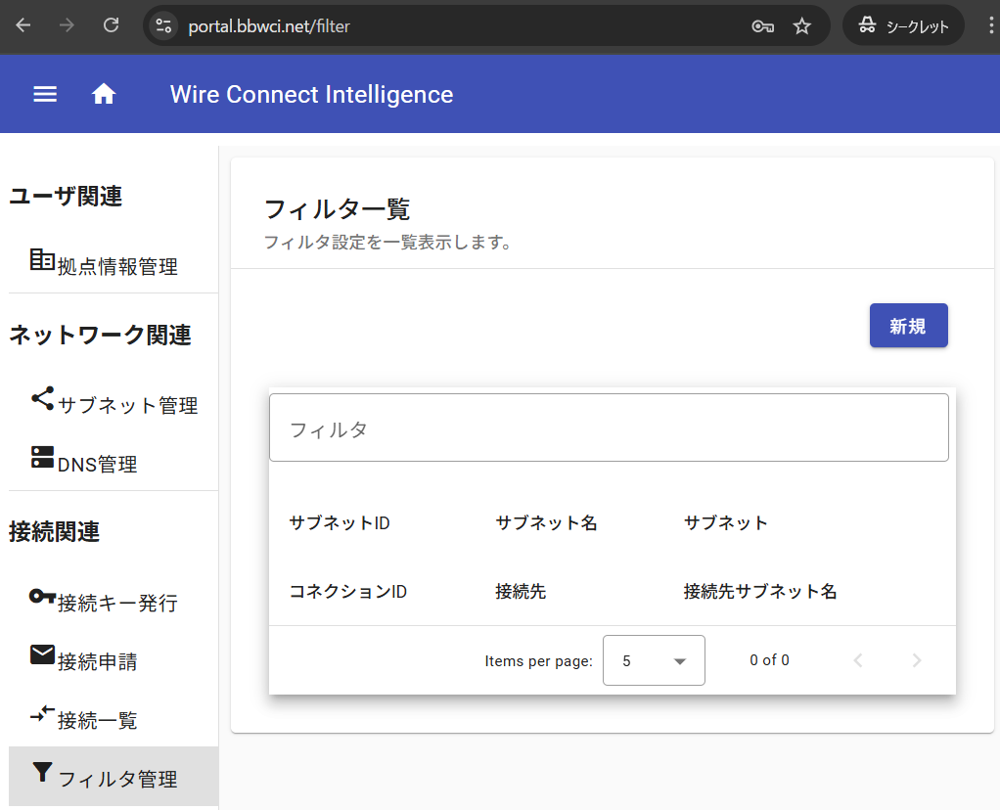 portal.bbwci.net/filter
シークレット
Wire Connect Intelligence
ユーザ関連
拠点情報管理
ネットワーク関連
サブネット管理
DNS管理
接続関連
接続キー発行
接続申請
接続一覧
フィルタ管理
フィルタ一覧
フィルタ設定を一覧表示します。
新規
フィルタ
サブネットID サブネット名 サブネット
コネクションID 接続先 接続先サブネット名
Items per page: 5 0 of 0